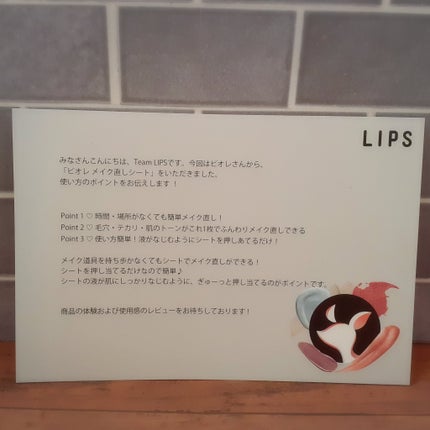 LIPS
みなさんこんにちは、Team LIPSです。今回はビオレさんから、
「ビオレ メイク直しシート」をいただきました。
使い方のポイントをお伝えします！
Point 1 ♡ 時間・場所がなくても簡単メイク直し！
Point 2 ♡ 毛穴・テカリ・肌のトーンがこれ1枚でふんわりメイク直しできる
Point 3 ♡ 使い方簡単！液がなじむようにシートを押しあてるだけ！
メイク道具を持ち歩かなくてもシートでメイク直しができる！
シートを押し当てるだけなので簡単♪
シートの液が肌にしっかりなじむように、ぎゅーっと押し当てるのがポイントです。
商品の体験および使用感のレビューをお待ちしております！